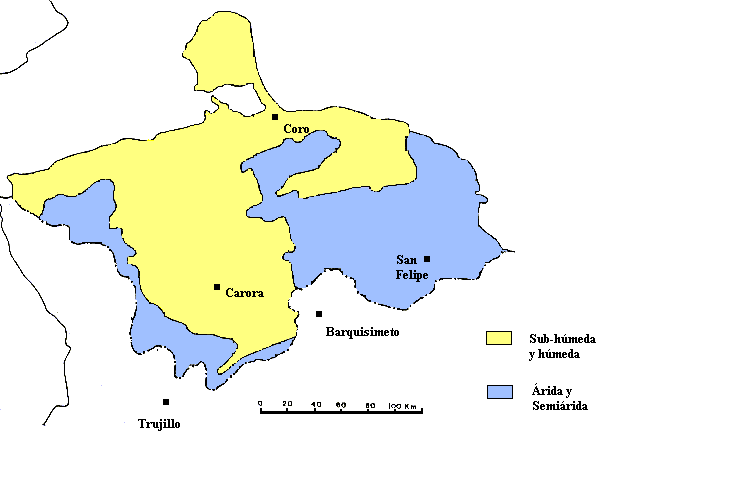 Coro
San
Felipe
Carora
Barquisimeto
Sub-húmeda
y húmeda
Árida y
Semiárida
0 20 40 60 80 100 Km
Trujillo